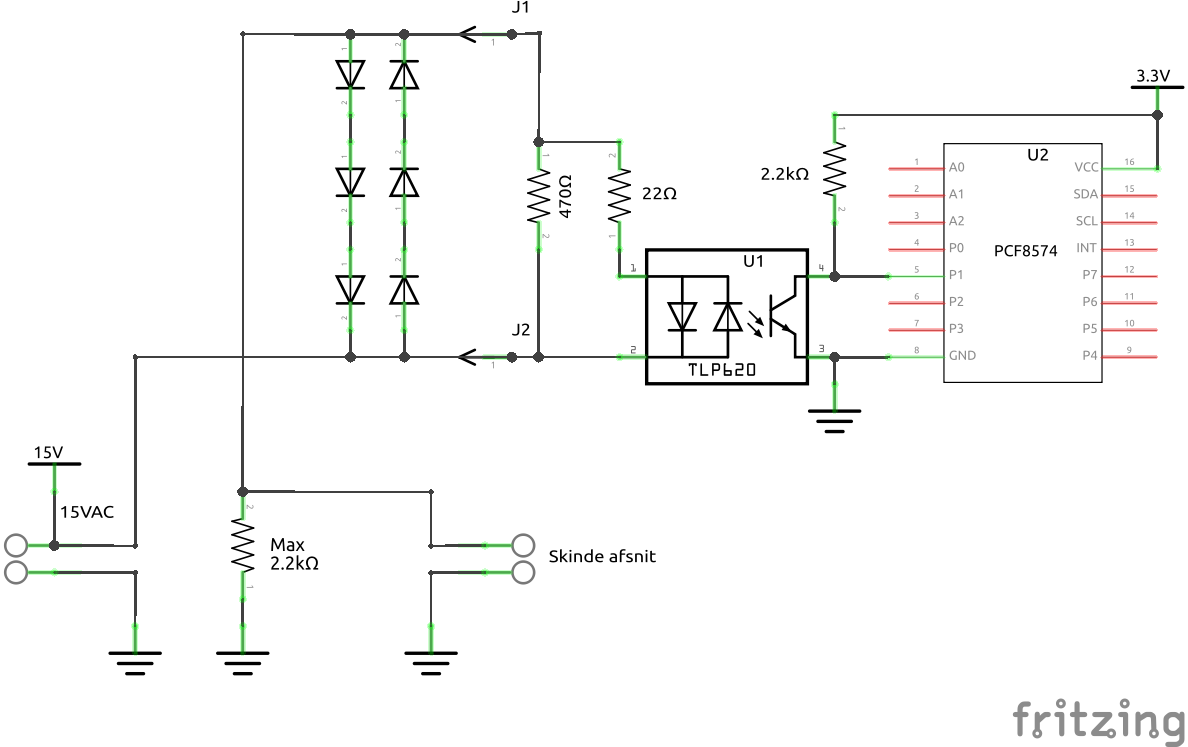 J1
1
3.3V
1 2
2 1
1 2
2 1
1 2
2 1
1 2
470Ω
2 1
22Ω
1 2
2.2kΩ
U2
PCF8574
1 A0
2 A1
3 A2
4 P0
5 P1
6 P2
7 P3
8 GND
VCC 16
SDA 15
SCL 14
INT 13
P7 12
P6 11
P5 10
P4 9
U1
1
2
4
3
TLP620
J2
1
15V
15VAC
2 1
Max
2.2kΩ
Skinde afsnit
fritzing